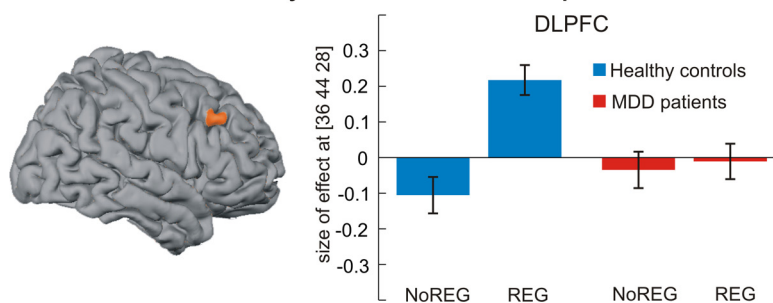 DLPFC
size of effect at [36 44 28]
0.3
0.2
0.1
0
-0.1
-0.2
-0.3
Healthy controls
MDD patients
NoREG REG NoREG REG